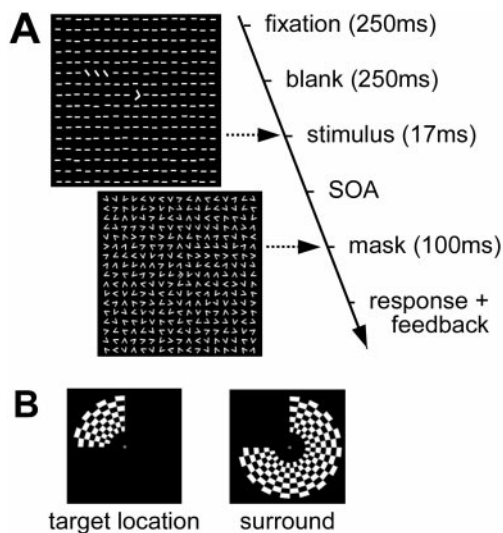 A
fixation (250ms)
blank (250ms)
stimulus (17ms)
SOA
mask (100ms)
response +
feedback
B
target location
surround